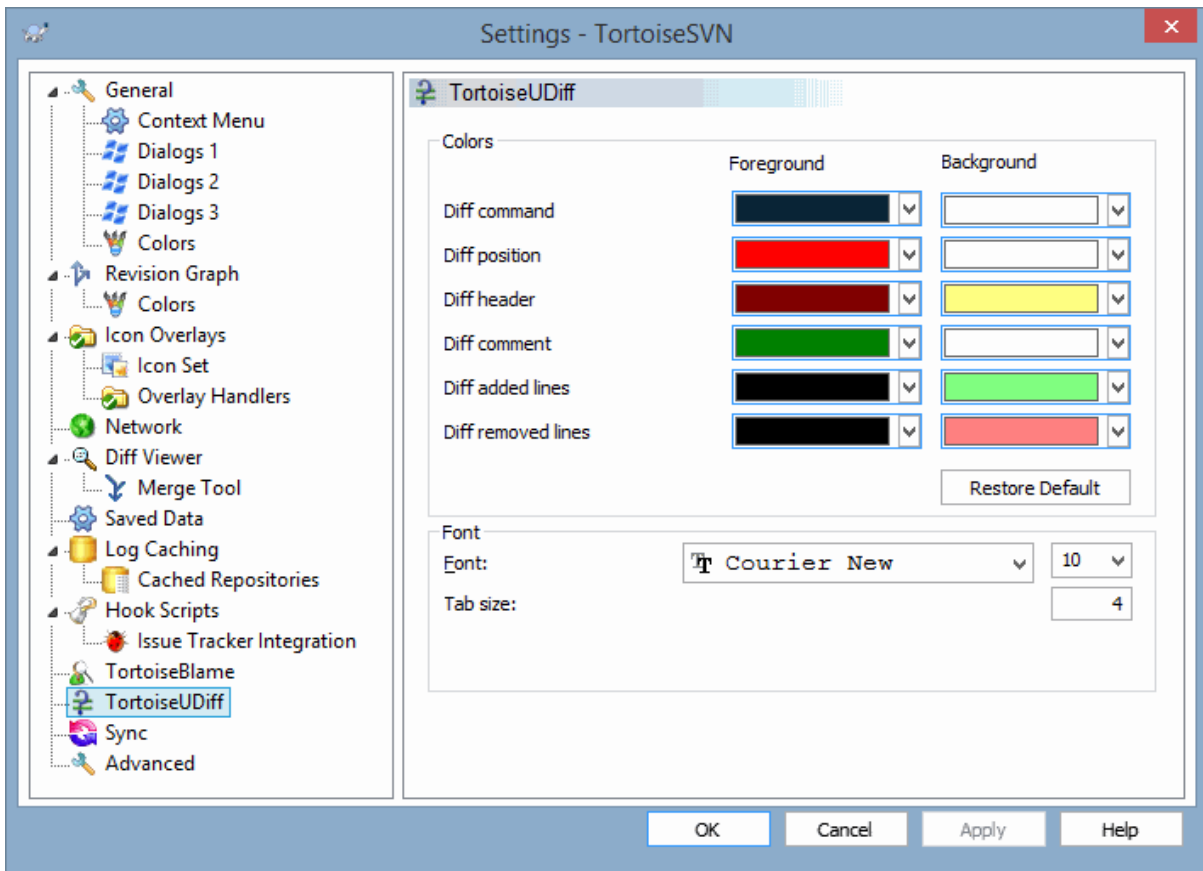 Settings - TortoiseSVN
General
Context Menu
Dialogs 1
Dialogs 2
Dialogs 3
Colors
Revision Graph
Colors
Icon Overlays
Icon Set
Overlay Handlers
Network
Diff Viewer
Merge Tool
Saved Data
Log Caching
Cached Repositories
Hook Scripts
Issue Tracker Integration
TortoiseBlame
TortoiseUDiff
Sync
Advanced
TortoiseUDiff
Colors
Foreground Background
Diff command
Diff position
Diff header
Diff comment
Diff added lines
Diff removed lines
Restore Default
Font
Font: Courier New 10
Tab size: 4
OK Cancel Apply Help